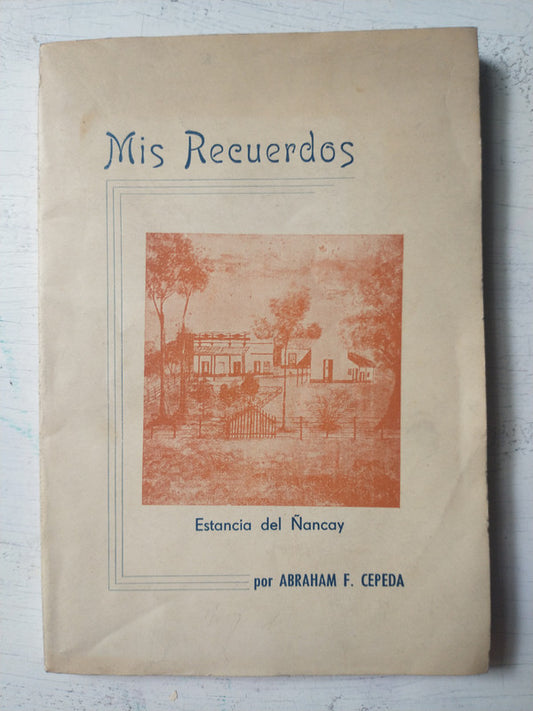 Mis Recuerdos
Estancia del Ñancay
por ABRAHAM F. CEPEDA